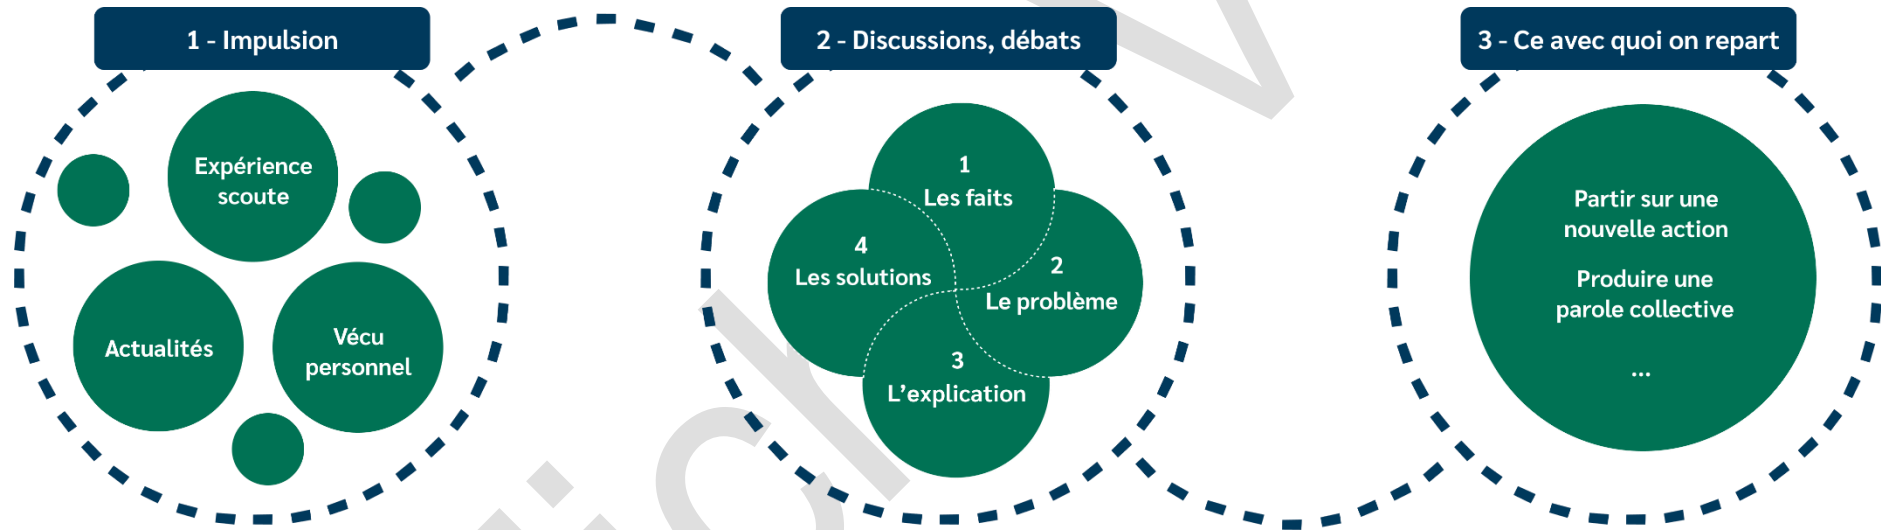 1 - Impulsion
Expérience
scoute
Actualités
Vécu
personnel
2 - Discussions, débats
1
Les faits
2
Le problème
3
L’explication
4
Les solutions
3 - Ce avec quoi on repart
Partir sur une
nouvelle action
Produire une
parole collective
...